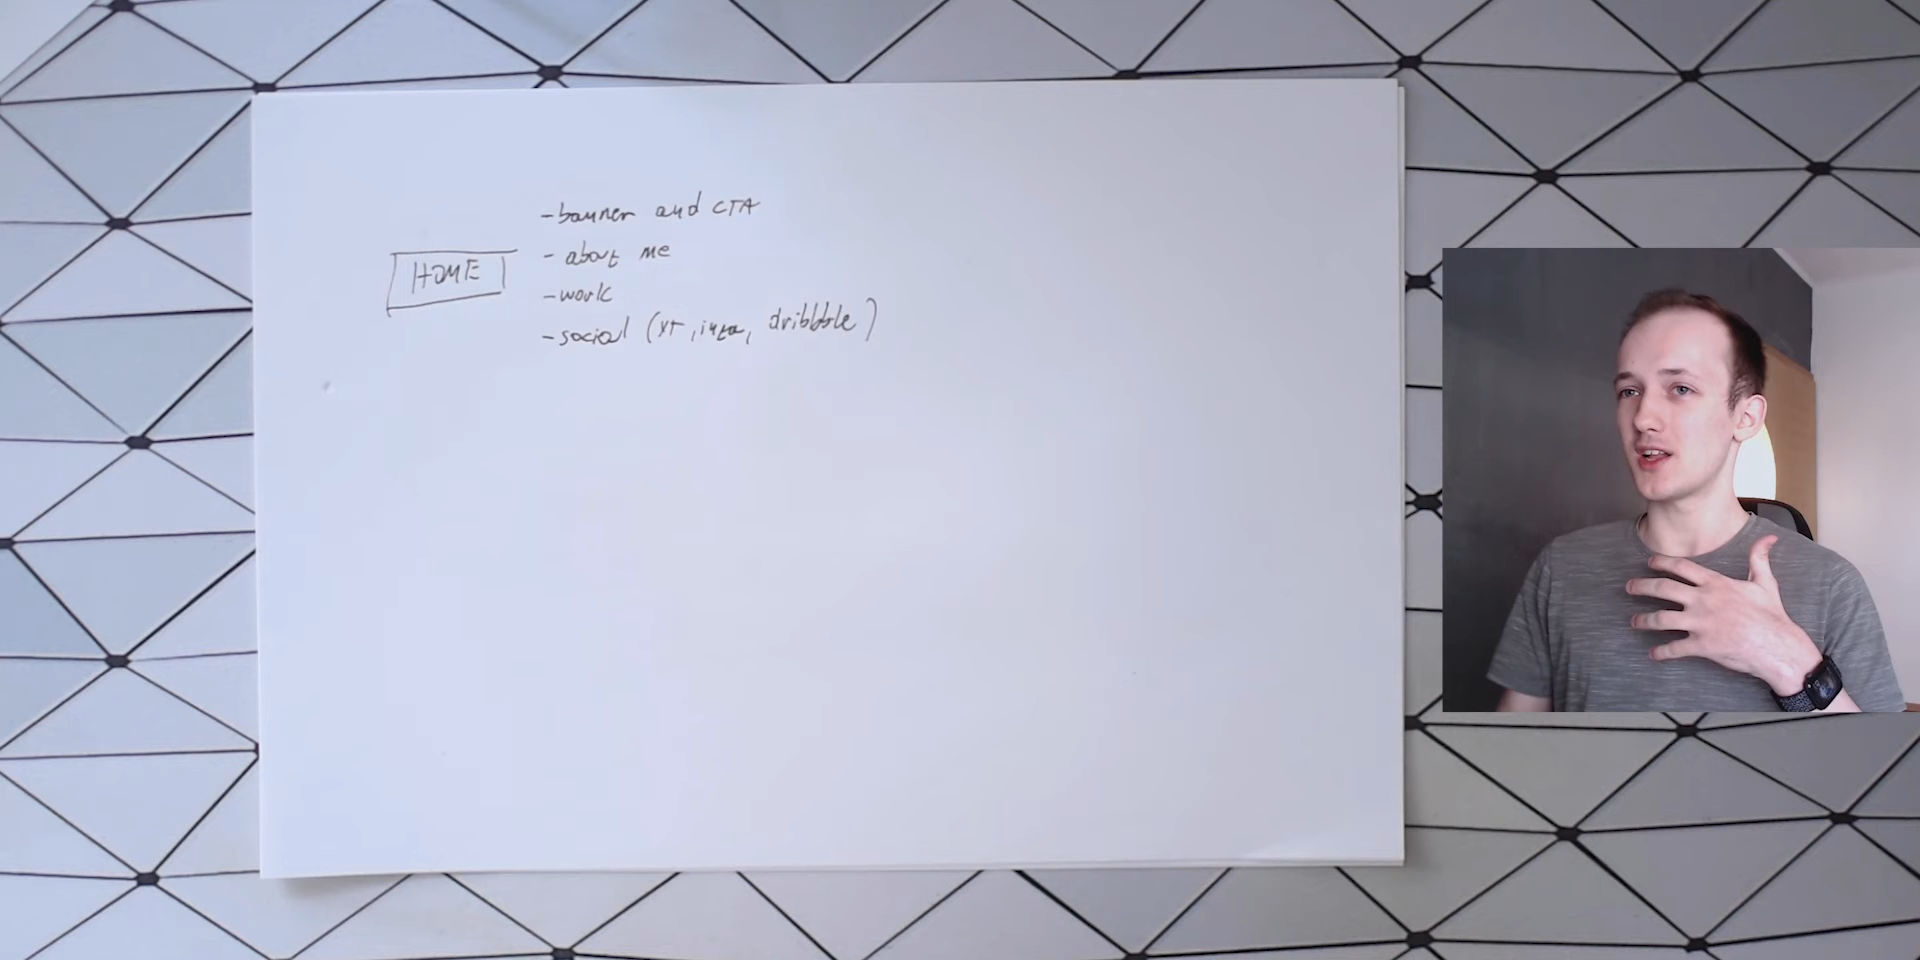 - banner and CTA
- about me
HOME
- work
- social (YT, insta, dribbble)